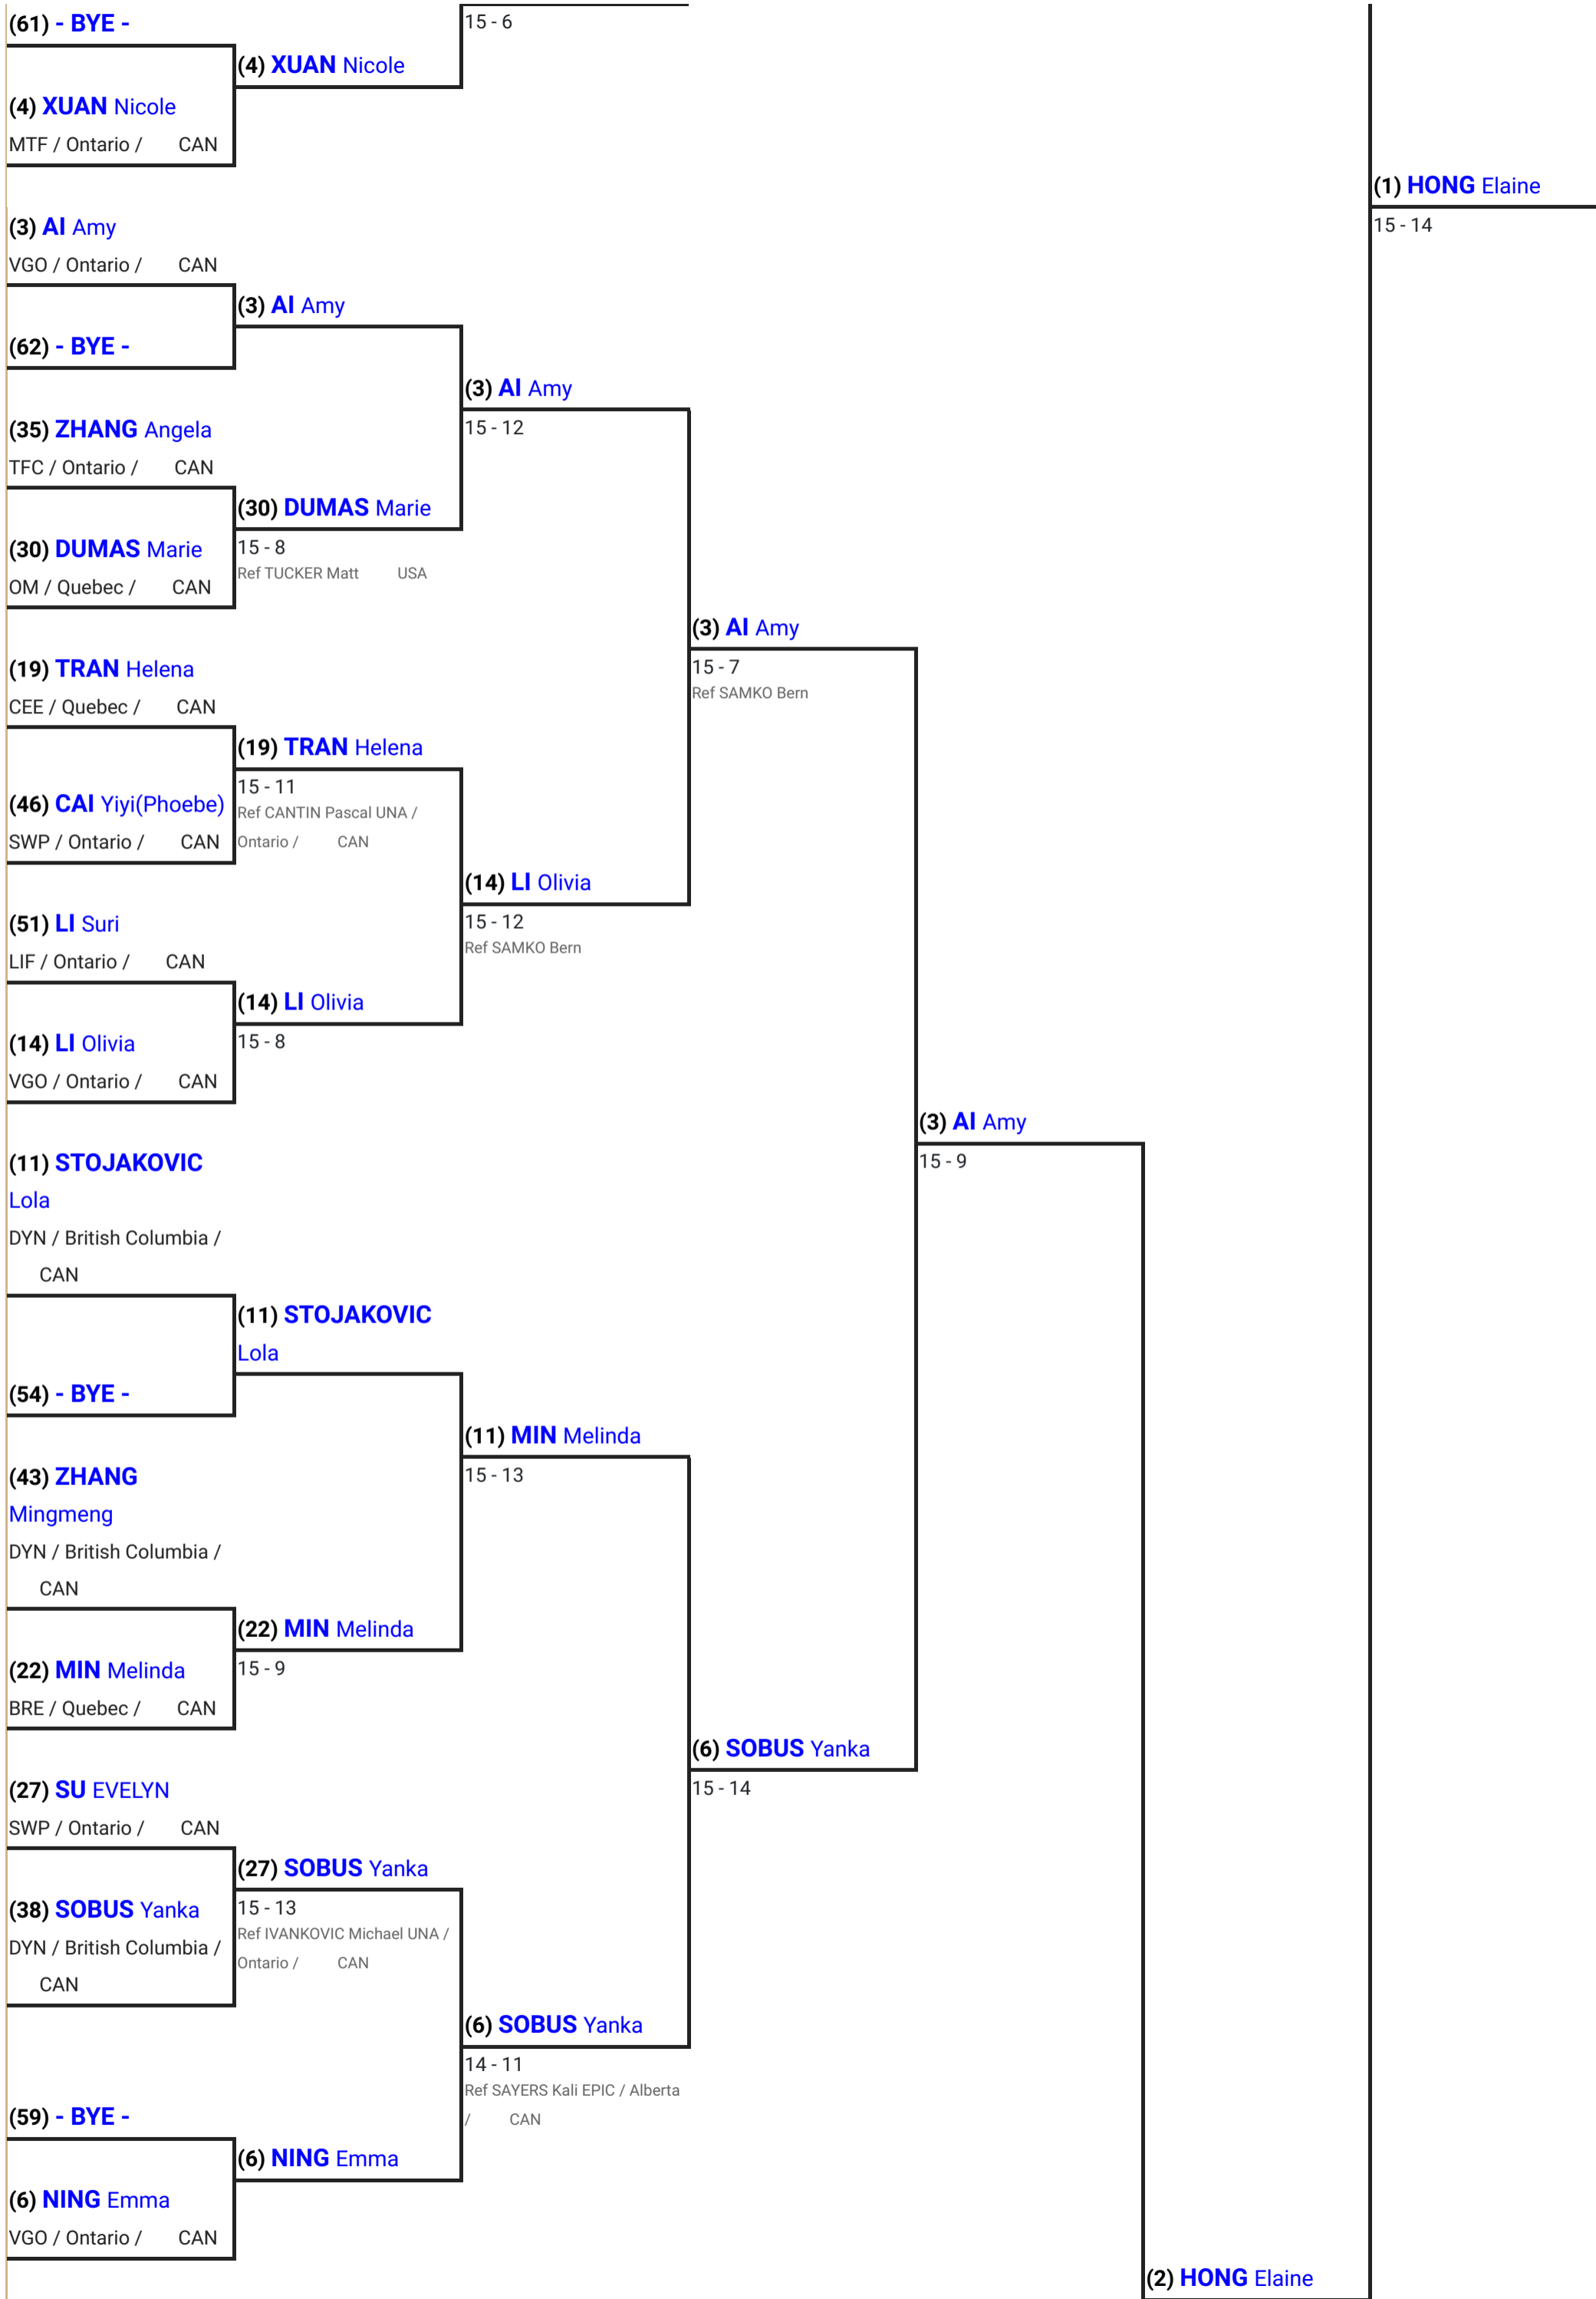 (61) - BYE -
(4) XUAN Nicole
MTF / Ontario / CAN
(3) AI Amy
VGO / Ontario / CAN
(62) - BYE -
(35) ZHANG Angela
TFC / Ontario / CAN
(30) DUMAS Marie
OM / Quebec / CAN
(19) TRAN Helena
CEE / Quebec / CAN
(46) CAI Yiyi(Phoebe)
SWP / Ontario / CAN
(51) LI Suri
LIF / Ontario / CAN
(14) LI Olivia
VGO / Ontario / CAN
(11) STOJAKOVIC
Lola
DYN / British Columbia /
CAN
(54) - BYE -
(43) ZHANG
Mingmeng
DYN / British Columbia /
CAN
(22) MIN Melinda
BRE / Quebec / CAN
(27) SU EVELYN
SWP / Ontario / CAN
(38) SOBUS Yanka
DYN / British Columbia /
CAN
(59) - BYE -
(6) NING Emma
VGO / Ontario / CAN
(4) XUAN Nicole
(3) AI Amy
(30) DUMAS Marie
15 - 8
Ref TUCKER Matt USA
(19) TRAN Helena
15 - 11
Ref CANTIN Pascal UNA /
Ontario / CAN
(14) LI Olivia
15 - 8
(11) STOJAKOVIC
Lola
(22) MIN Melinda
15 - 9
(27) SOBUS Yanka
15 - 13
Ref IVANKOVIC Michael UNA /
Ontario / CAN
(6) NING Emma
15 - 6
(3) AI Amy
15 - 12
(14) LI Olivia
15 - 12
Ref SAMKO Bern
(11) MIN Melinda
15 - 13
(6) SOBUS Yanka
14 - 11
Ref SAYERS Kali EPIC / Alberta
/ CAN
(3) AI Amy
15 - 7
Ref SAMKO Bern
(6) SOBUS Yanka
15 - 14
(3) AI Amy
15 - 9
(2) HONG Elaine
(1) HONG Elaine
15 - 14